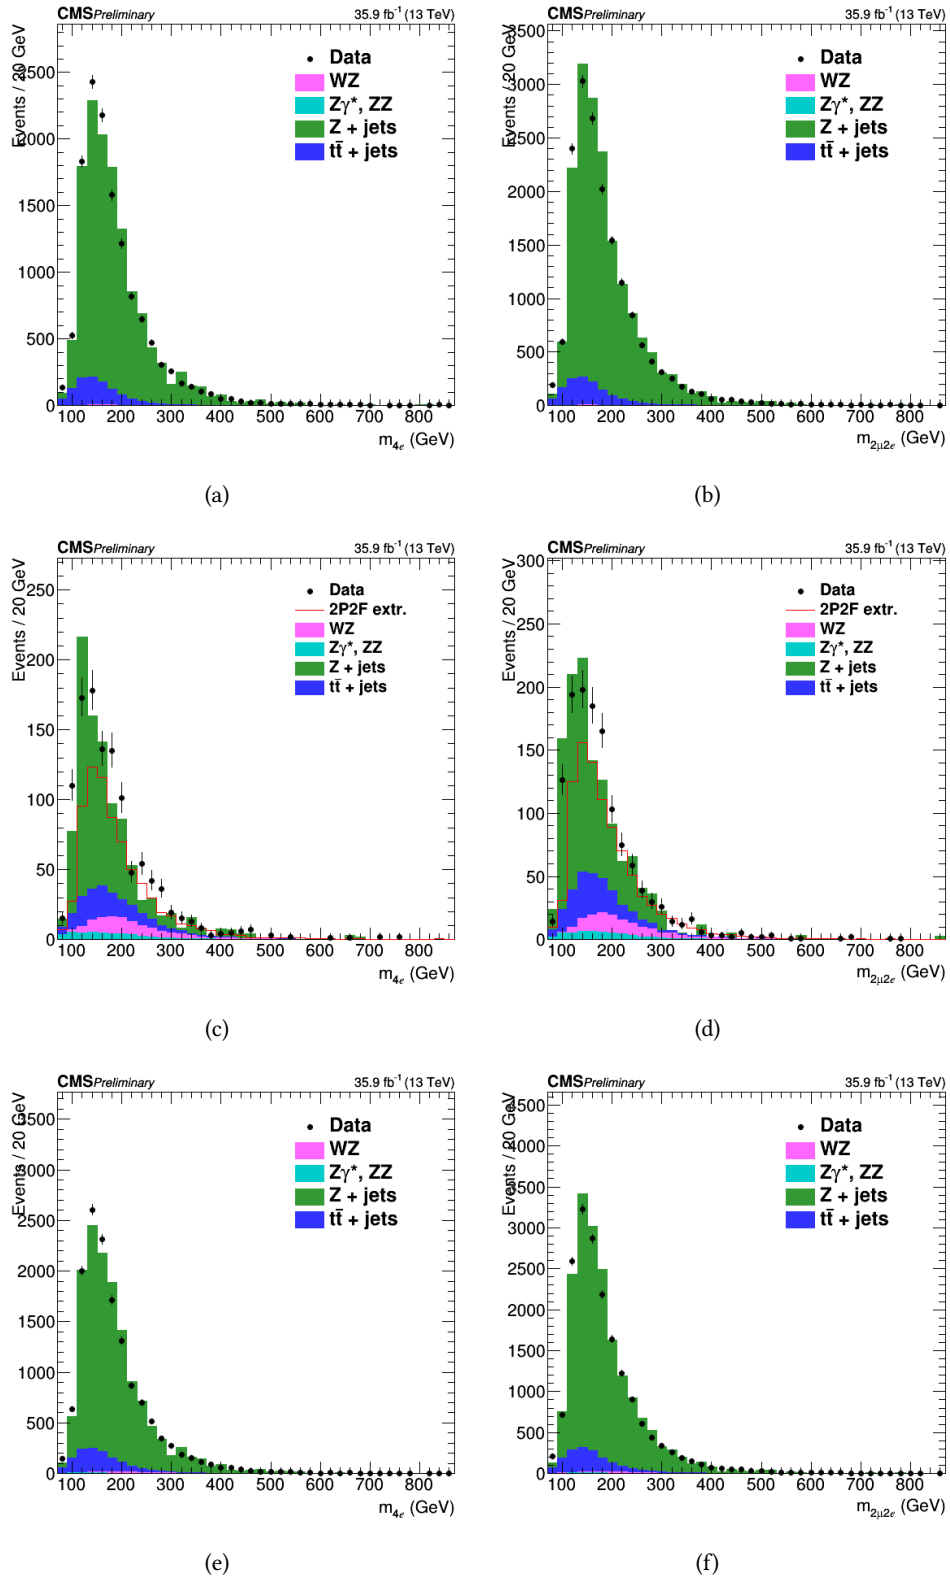 CMS Preliminary 35.9 fb⁻¹ (13 TeV)
Events / 20 GeV
2500
2000
1500
1000
500
0
Data
WZ
Zγ*, ZZ
Z + jets
tt̄ + jets
100 200 300 400 500 600 700 800
m4e (GeV)
(a)
CMS Preliminary 35.9 fb⁻¹ (13 TeV)
Events / 20 GeV
3500
3000
2500
2000
1500
1000
500
0
Data
WZ
Zγ*, ZZ
Z + jets
tt̄ + jets
100 200 300 400 500 600 700 800
m2μ2e (GeV)
(b)
CMS Preliminary 35.9 fb⁻¹ (13 TeV)
Events / 20 GeV
250
200
150
100
50
0
Data
2P2F extr.
WZ
Zγ*, ZZ
Z + jets
tt̄ + jets
100 200 300 400 500 600 700 800
m4e (GeV)
(c)
CMS Preliminary 35.9 fb⁻¹ (13 TeV)
Events / 20 GeV
300
250
200
150
100
50
0
Data
2P2F extr.
WZ
Zγ*, ZZ
Z + jets
tt̄ + jets
100 200 300 400 500 600 700 800
m2μ2e (GeV)
(d)
CMS Preliminary 35.9 fb⁻¹ (13 TeV)
Events / 20 GeV
3500
3000
2500
2000
1500
1000
500
0
Data
WZ
Zγ*, ZZ
Z + jets
tt̄ + jets
100 200 300 400 500 600 700 800
m4e (GeV)
(e)
CMS Preliminary 35.9 fb⁻¹ (13 TeV)
Events / 20 GeV
4500
4000
3500
3000
2500
2000
1500
1000
500
0
Data
WZ
Zγ*, ZZ
Z + jets
tt̄ + jets
100 200 300 400 500 600 700 800
m2μ2e (GeV)
(f)